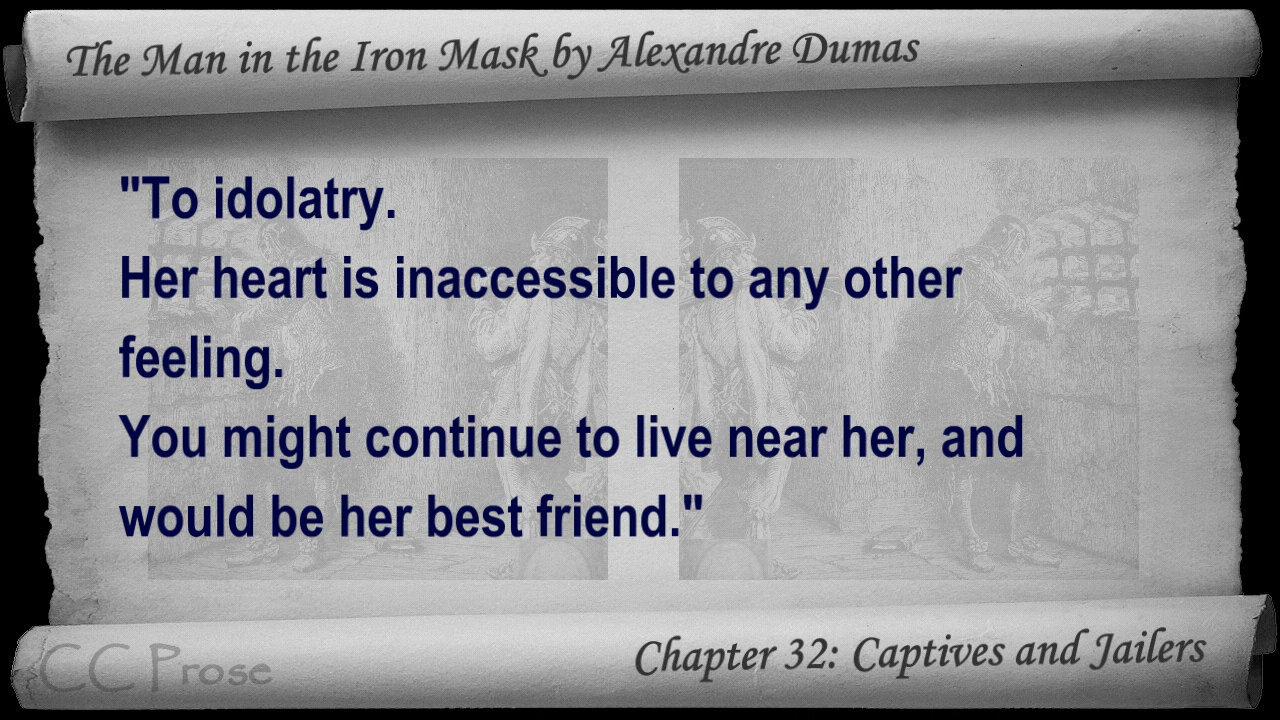 The Man in the Iron Mask by Alexandre Dumas
"To idolatry.
Her heart is inaccessible to any other
feeling.
You might continue to live near her, and
would be her best friend."
CC Prose
Chapter 32: Captives and Jailers